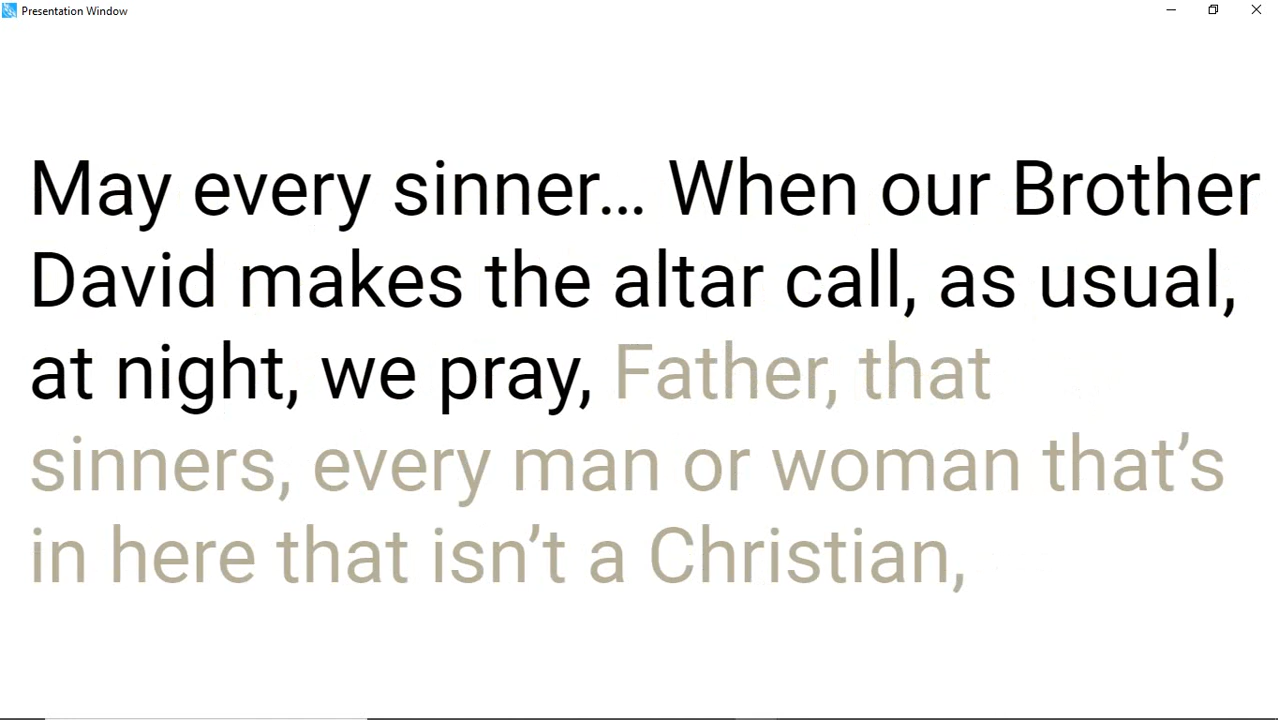 Presentation Window
May every sinner… When our Brother
David makes the altar call, as usual,
at night, we pray, Father, that
sinners, every man or woman that’s
in here that isn’t a Christian,